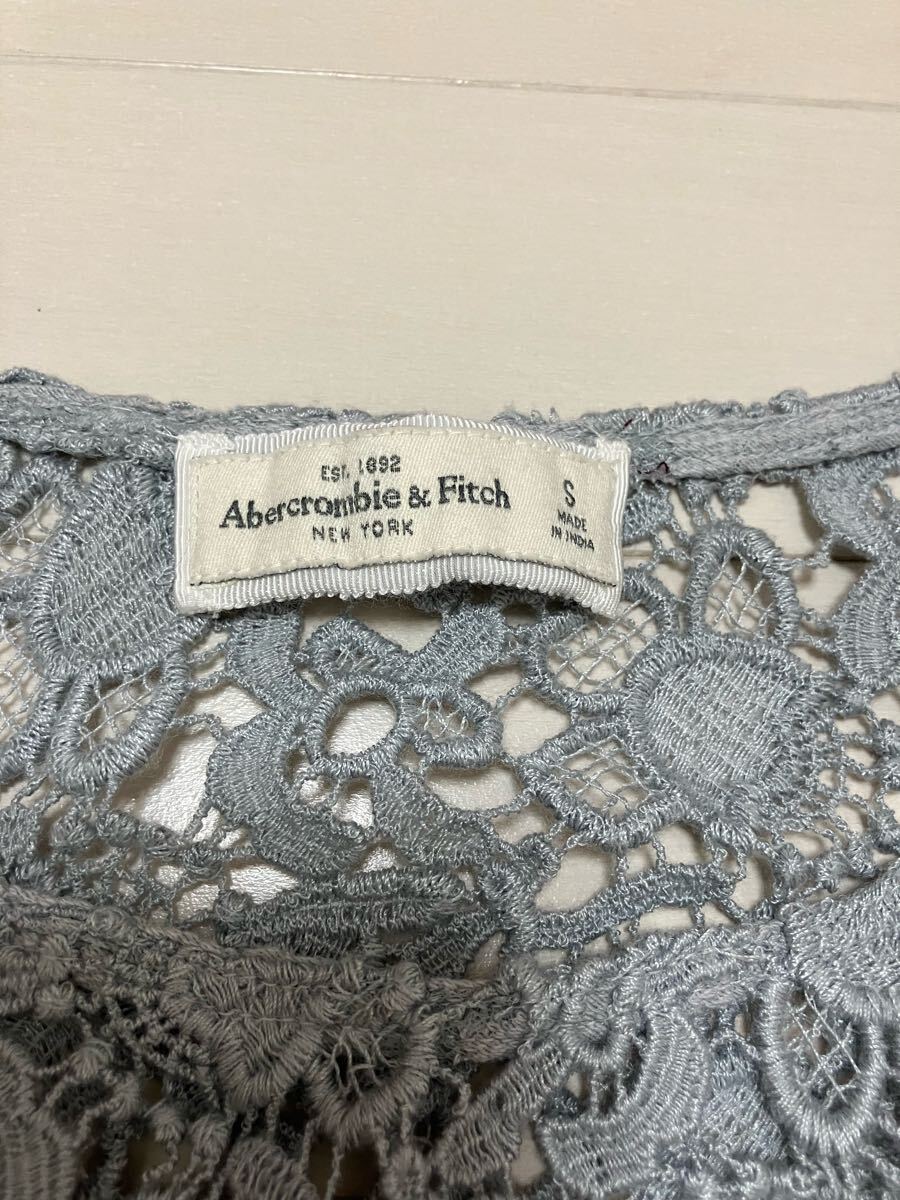 EST. 1892
Abercrombie & Fitch
NEW YORK
S
MADE
IN INDIA